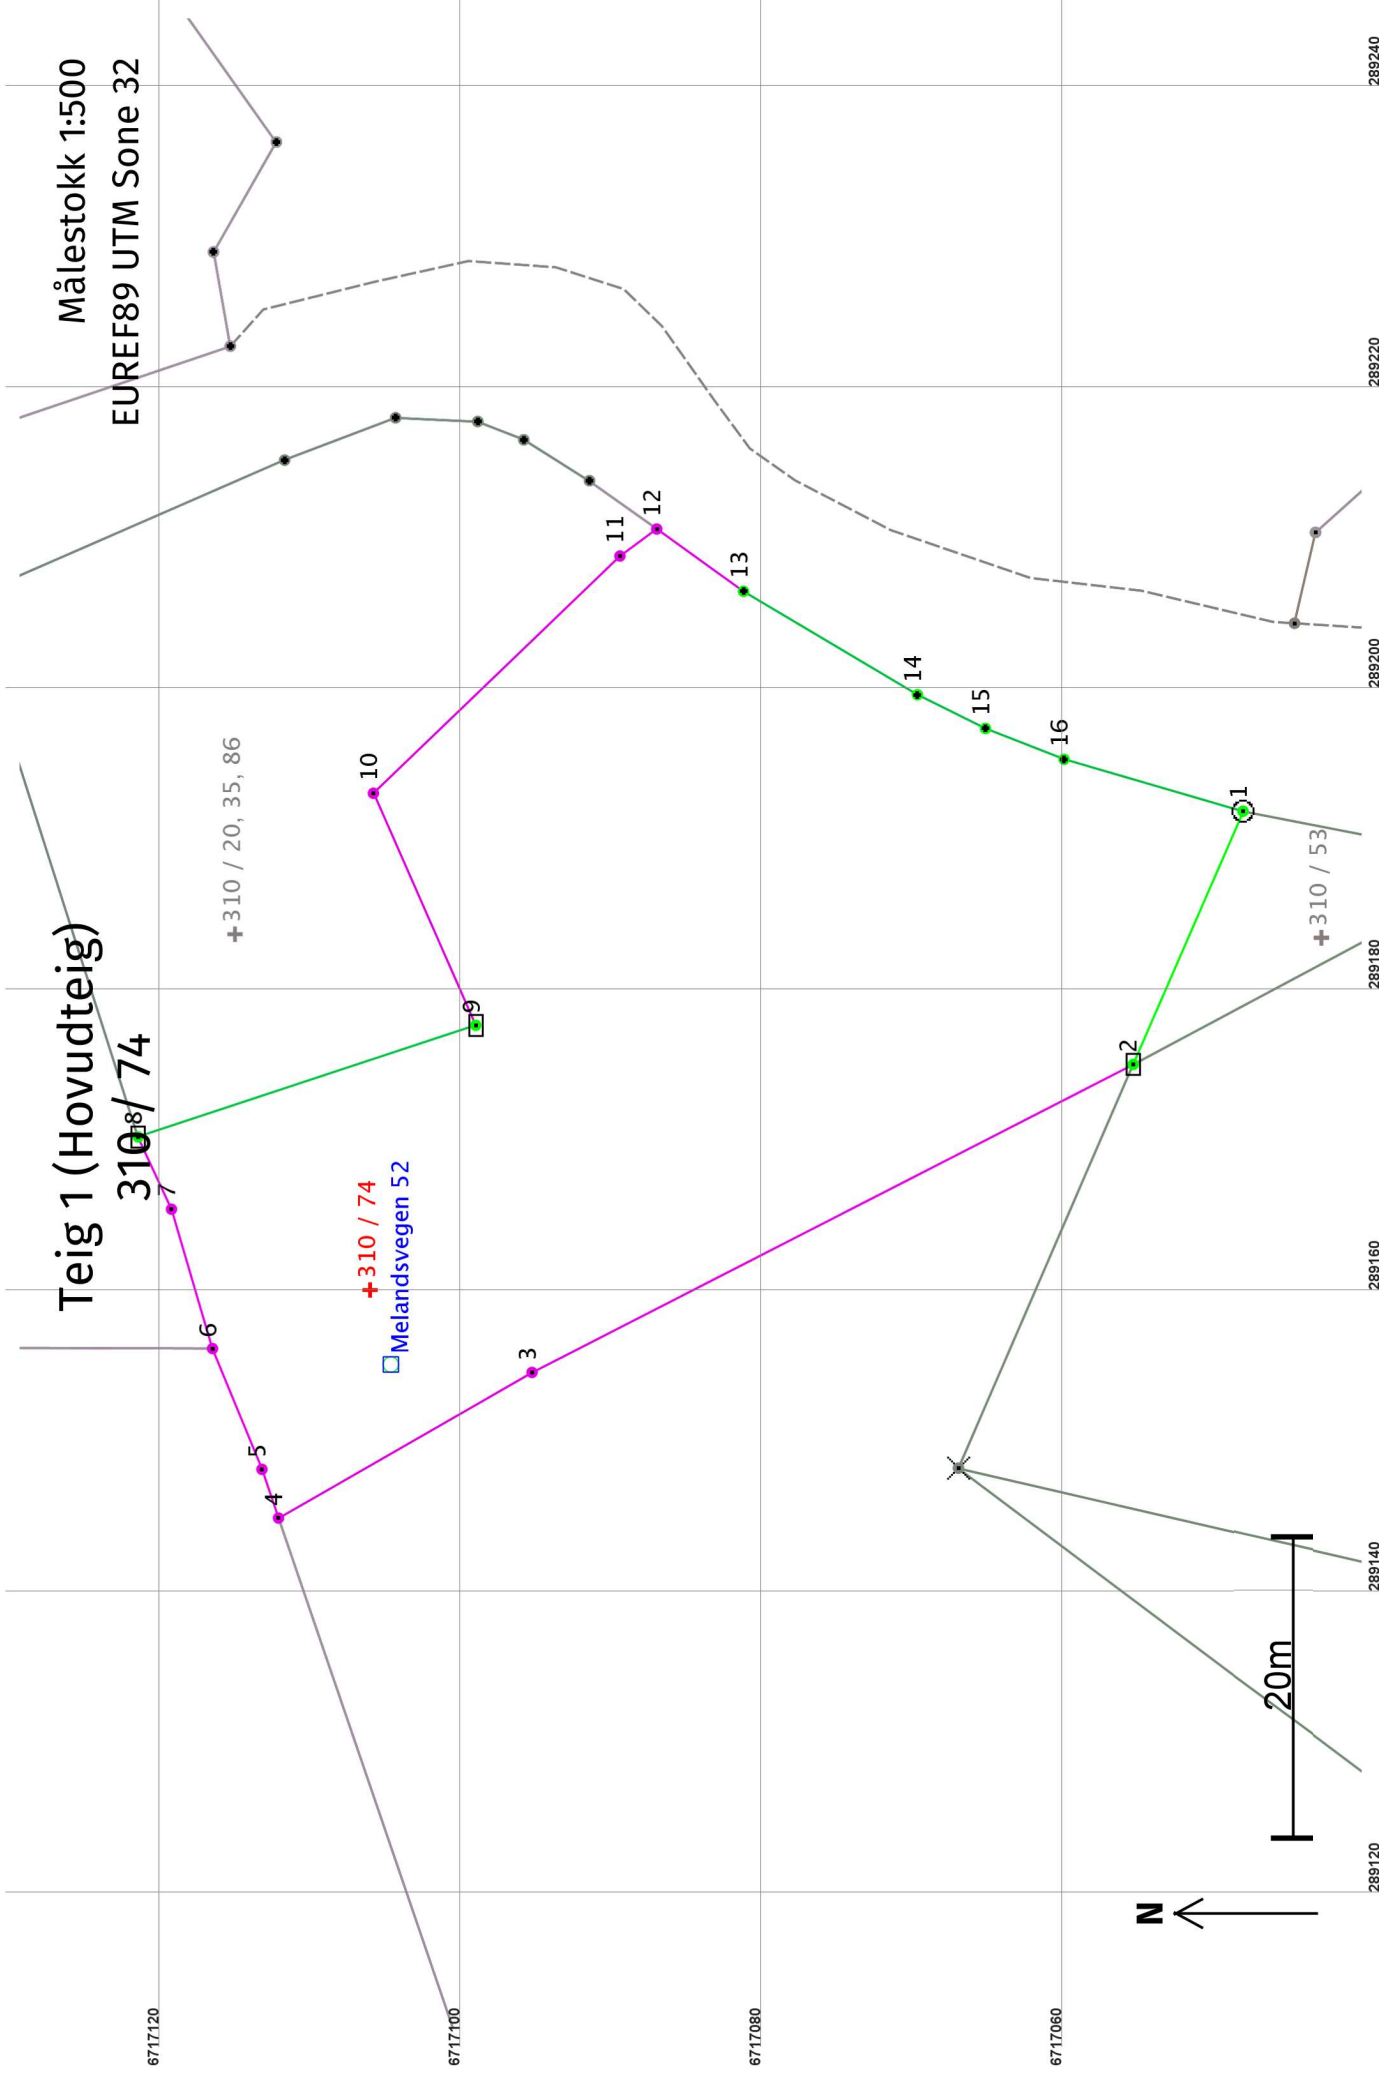 Teig 1 (Hovudteig)
310 / 74
Målestokk 1:500
EUREF89 UTM Sone 32
6717120
6717100
6717080
6717060
289120
289140
289160
289180
289200
289220
289240
+310 / 20, 35, 86
+310 / 74
Melandsvegen 52
+310 / 53
1
2
3
4
5
6
7
8
9
10
11
12
13
14
15
16
N
20m